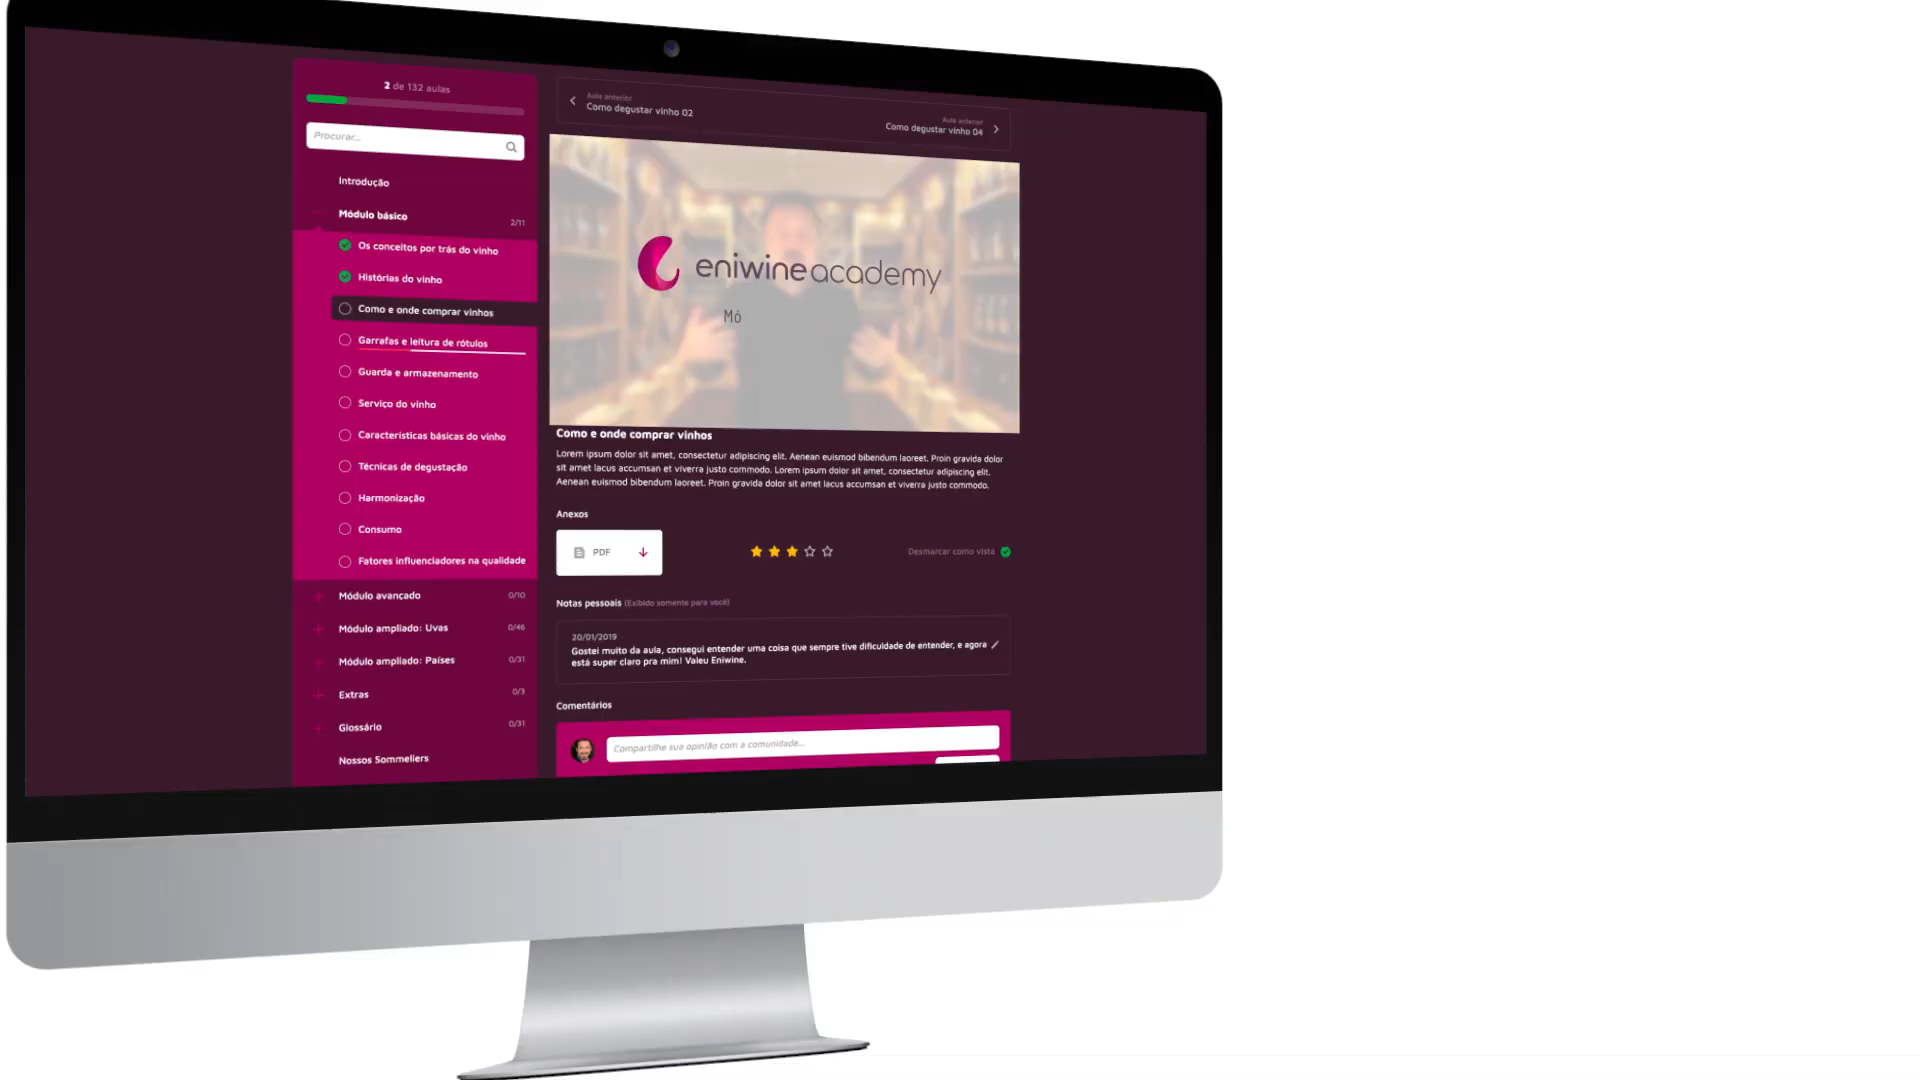 2 de 132 aulas
Procurar...
Introdução
Módulo básico 2/11
Os conceitos por trás do vinho
Histórias do vinho
Como e onde comprar vinhos
Garrafas e leitura de rótulos
Guarda e armazenamento
Serviço do vinho
Características básicas do vinho
Técnicas de degustação
Harmonização
Consumo
Fatores influenciadores na qualidade
Módulo avançado 0/10
Módulo ampliado: Uvas 0/46
Módulo ampliado: Países 0/31
Extras 0/3
Glossário 0/31
Nossos Sommeliers
Aula anterior
Como degustar vinho 02
Aula anterior
Como degustar vinho 04
eniwine academy
Mó
Como e onde comprar vinhos
Lorem ipsum dolor sit amet, consectetur adipiscing elit. Aenean euismod bibendum laoreet. Proin gravida dolor
sit amet lacus accumsan et viverra justo commodo. Lorem ipsum dolor sit amet, consectetur adipiscing elit.
Aenean euismod bibendum laoreet. Proin gravida dolor sit amet lacus accumsan et viverra justo commodo.
Anexos
PDF
Desmarcar como vista
Notas pessoais (Exibido somente para você)
20/01/2019
Gostei muito da aula, consegui entender uma coisa que sempre tive dificuldade de entender, e agora
está super claro pra mim! Valeu Eniwine.
Comentários
Compartilhe sua opinião com a comunidade...